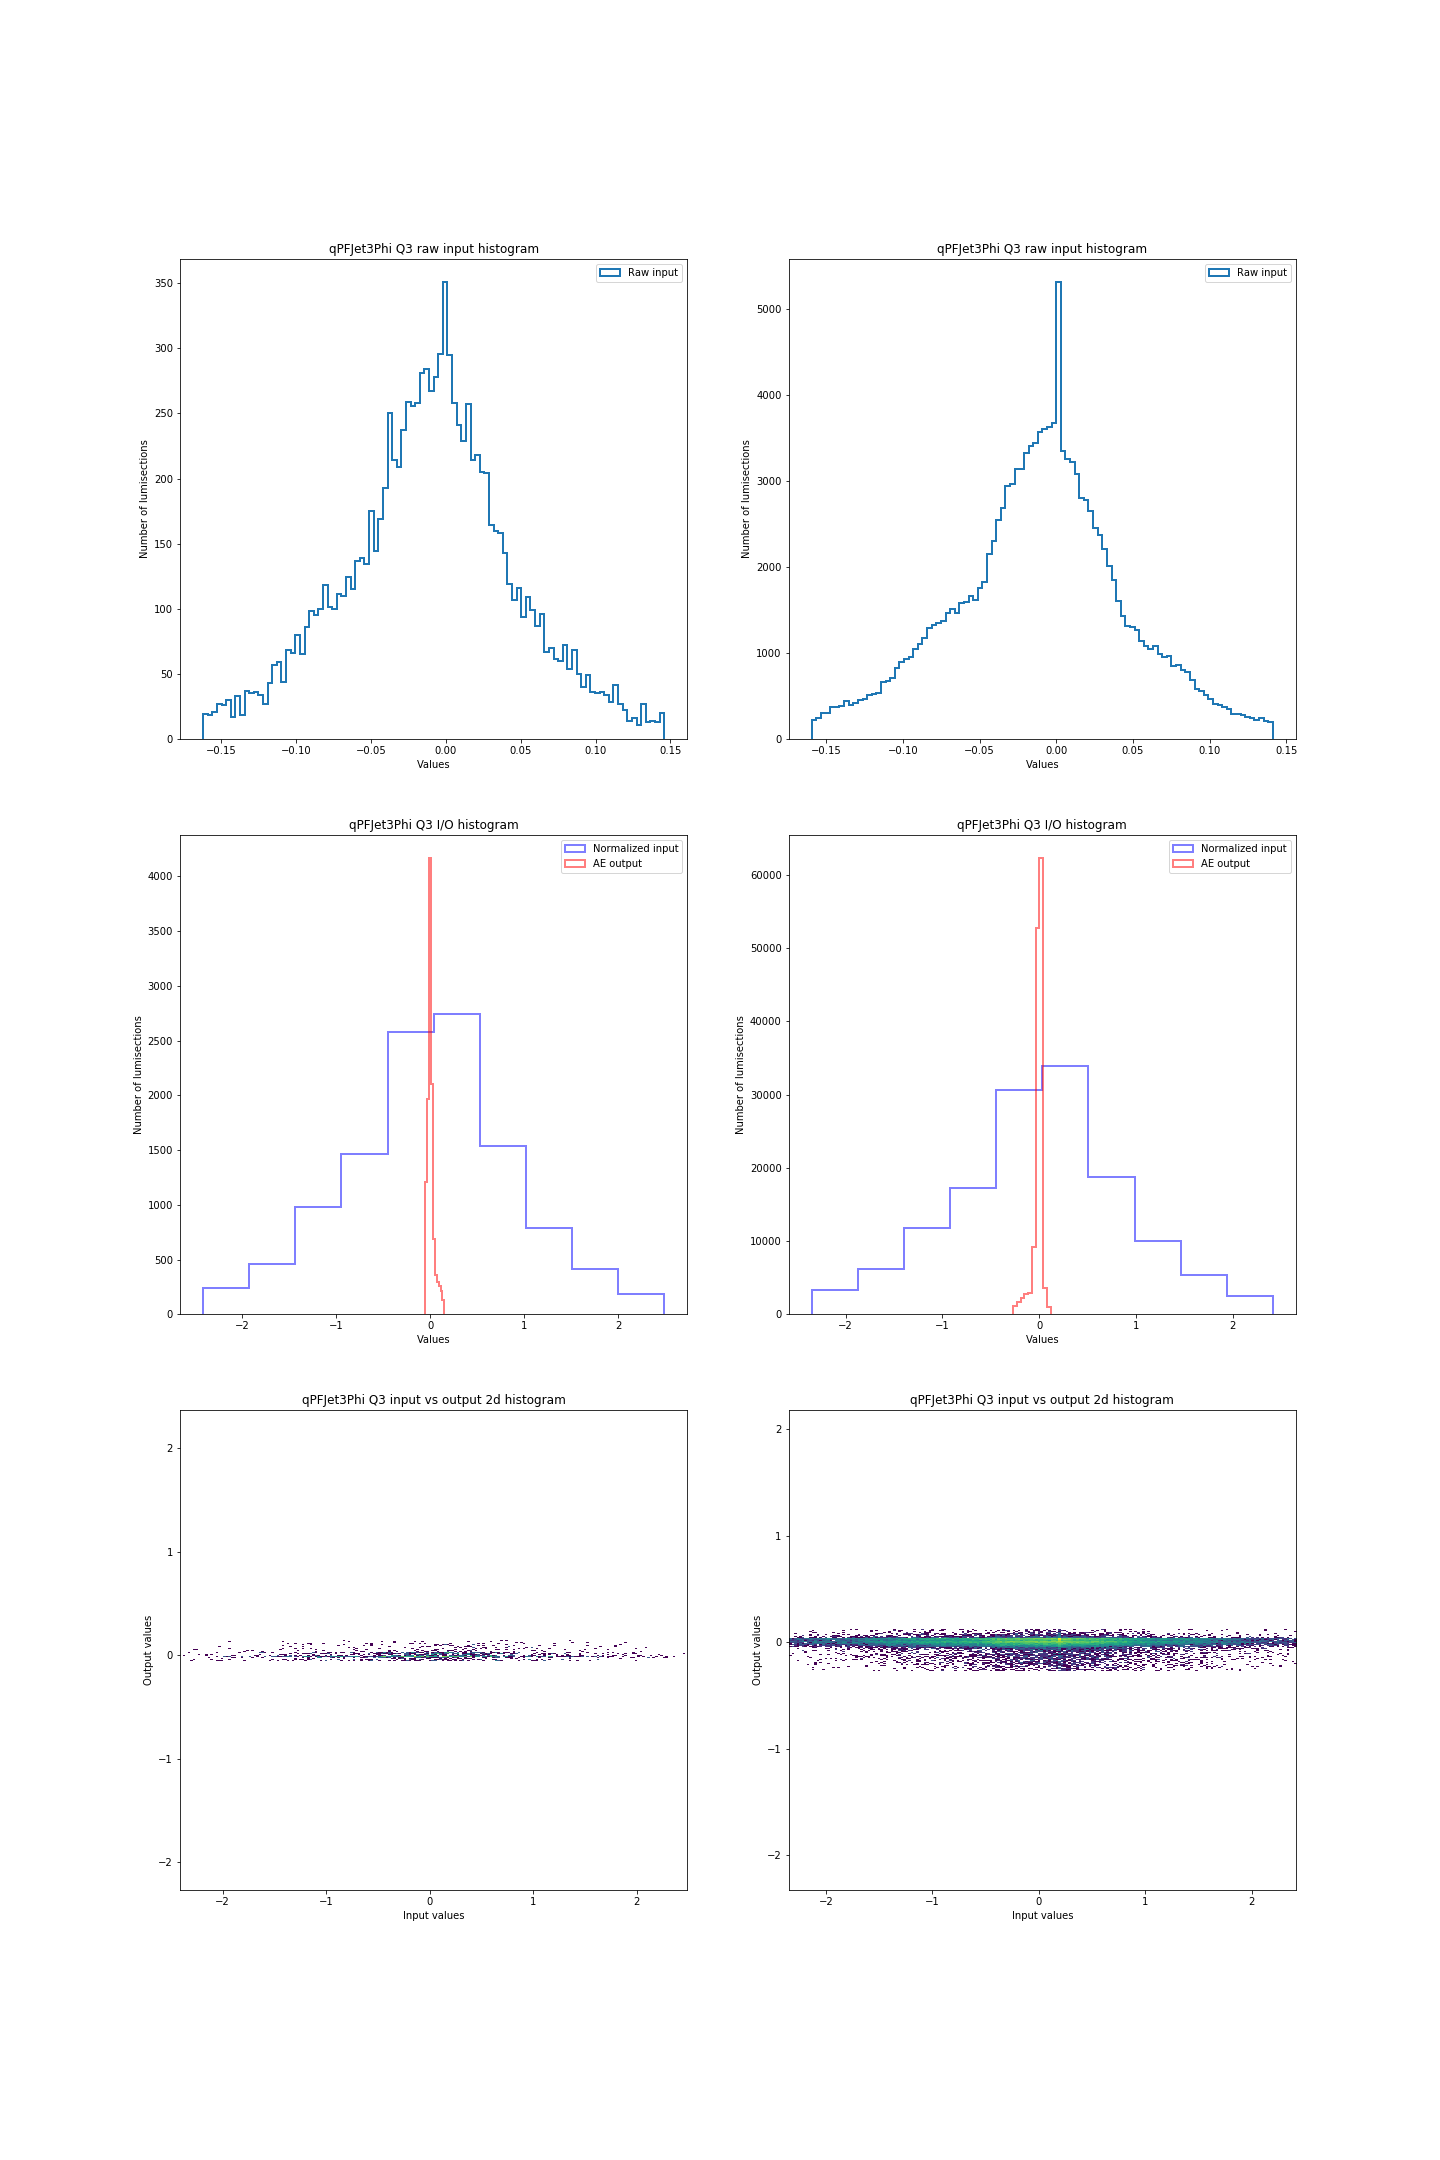 qPFJet3Phi Q3 raw input histogram
Raw input
350
300
250
200
150
100
50
0
Number of lumisections
−0.15 −0.10 −0.05 0.00 0.05 0.10 0.15
Values
qPFJet3Phi Q3 raw input histogram
Raw input
5000
4000
3000
2000
1000
0
Number of lumisections
−0.15 −0.10 −0.05 0.00 0.05 0.10 0.15
Values
qPFJet3Phi Q3 I/O histogram
Normalized input
AE output
4000
3500
3000
2500
2000
1500
1000
500
0
Number of lumisections
−2 −1 0 1 2
Values
qPFJet3Phi Q3 I/O histogram
Normalized input
AE output
60000
50000
40000
30000
20000
10000
0
Number of lumisections
−2 −1 0 1 2
Values
qPFJet3Phi Q3 input vs output 2d histogram
2
1
0
−1
−2
Output values
−2 −1 0 1 2
Input values
qPFJet3Phi Q3 input vs output 2d histogram
2
1
0
−1
−2
Output values
−2 −1 0 1 2
Input values